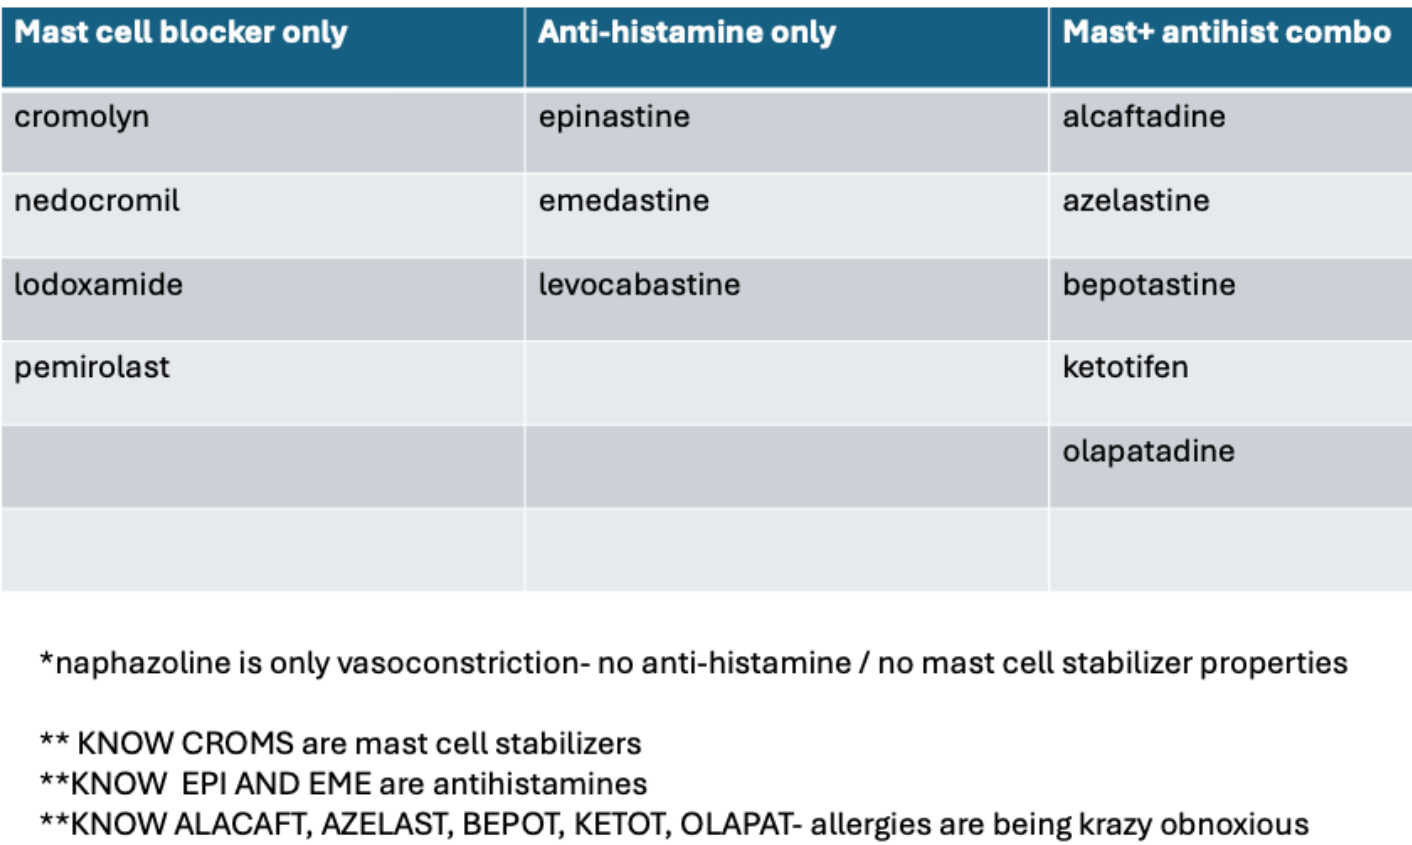 Mast cell blocker only Anti-histamine only Mast+ antihist combo
cromolyn epinastine alcaftadine
nedocromil emedastine azelastine
lodoxamide levocabastine bepotastine
pemirolast ketotifen
olapatadine
*naphazoline is only vasoconstriction- no anti-histamine / no mast cell stabilizer properties
** KNOW CROMS are mast cell stabilizers
**KNOW  EPI AND EME are antihistamines
**KNOW ALACAFT, AZELAST, BEPOT, KETOT, OLAPAT- allergies are being krazy obnoxious